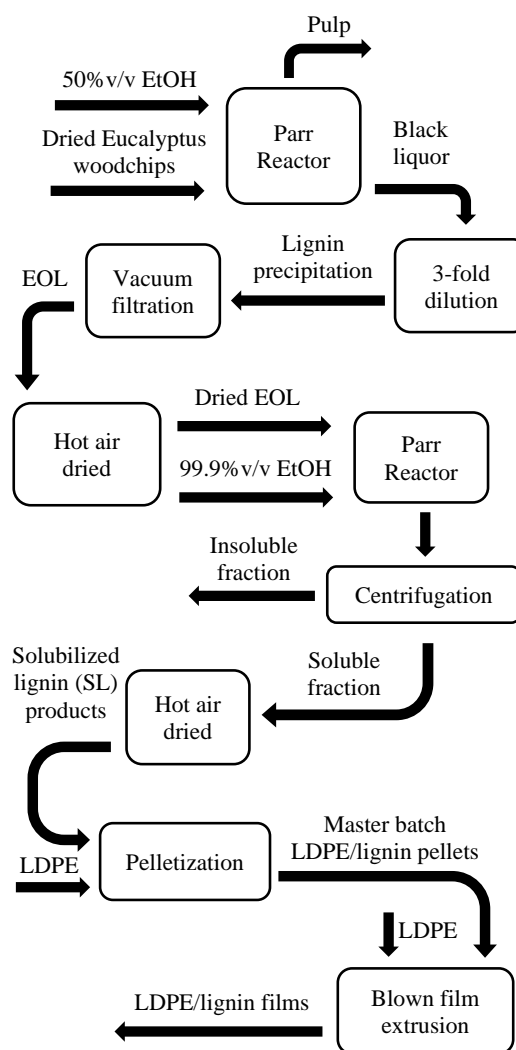 Pulp
50%v/v EtOH
Dried Eucalyptus
woodchips
Parr
Reactor
Black
liquor
3-fold
dilution
Lignin
precipitation
Vacuum
filtration
EOL
Hot air
dried
Dried EOL
99.9%v/v EtOH
Parr
Reactor
Centrifugation
Insoluble
fraction
Soluble
fraction
Hot air
dried
Solubilized
lignin (SL)
products
LDPE
Pelletization
Master batch
LDPE/lignin pellets
LDPE
Blown film
extrusion
LDPE/lignin films